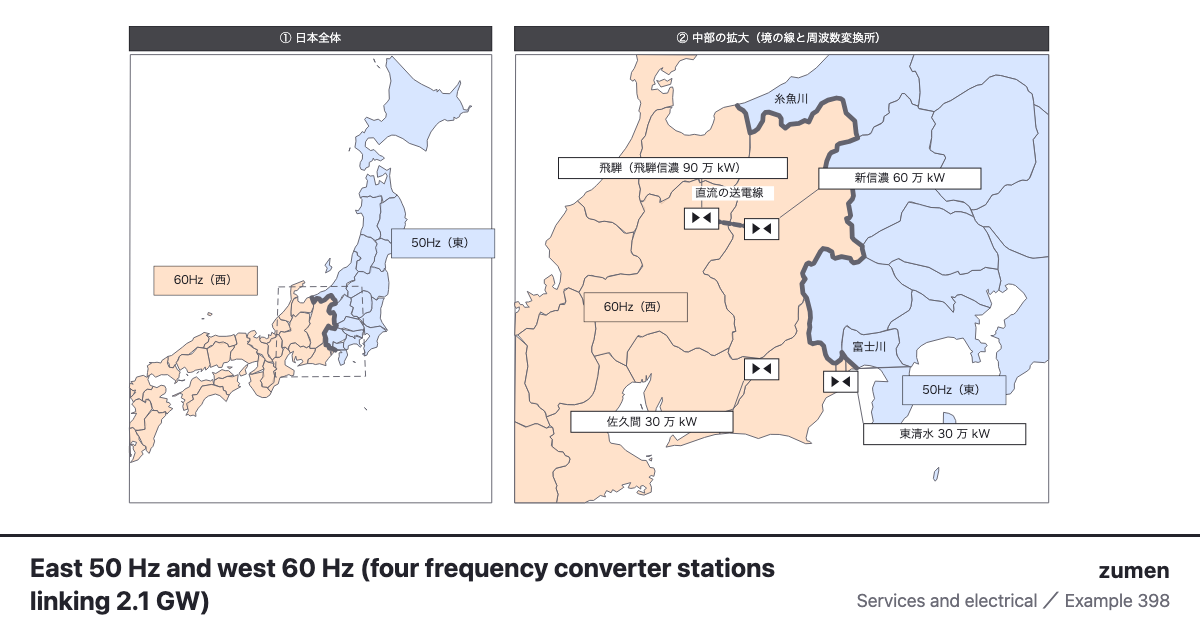 ① 日本全体
② 中部の拡大（境の線と周波数変換所）
糸魚川
飛騨（飛騨信濃 90 万 kW）
新信濃 60 万 kW
直流の送電線
50Hz（東）
60Hz（西）
60Hz（西）
富士川
50Hz（東）
佐久間 30 万 kW
東清水 30 万 kW
East 50 Hz and west 60 Hz (four frequency converter stations
linking 2.1 GW)
zumen
Services and electrical ／ Example 398